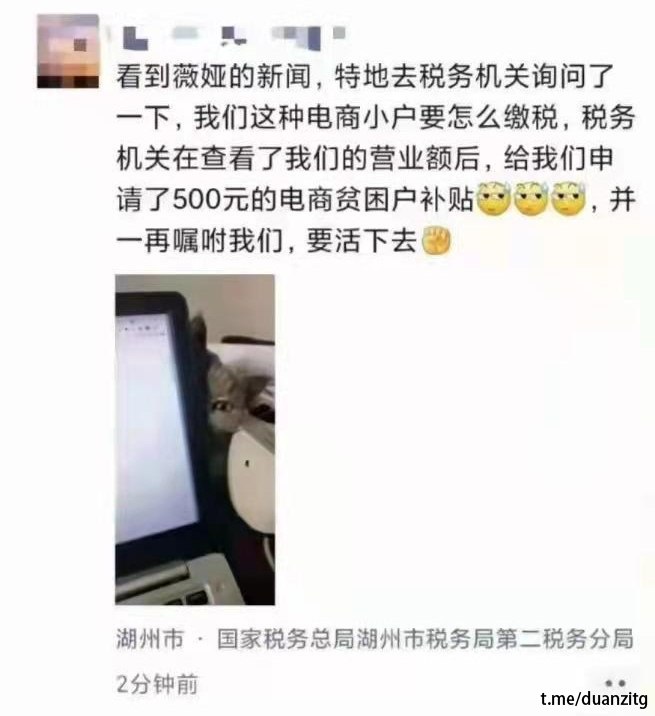 看到薇娅的新闻，特地去税务机关询问了
一下，我们这种电商小户要怎么缴税，税务
机关在查看了我们的营业额后，给我们申
请了500元的电商贫困户补贴，并
一再嘱咐我们，要活下去
湖州市 · 国家税务总局湖州市税务局第二税务分局
2分钟前
t.me/duanzitg